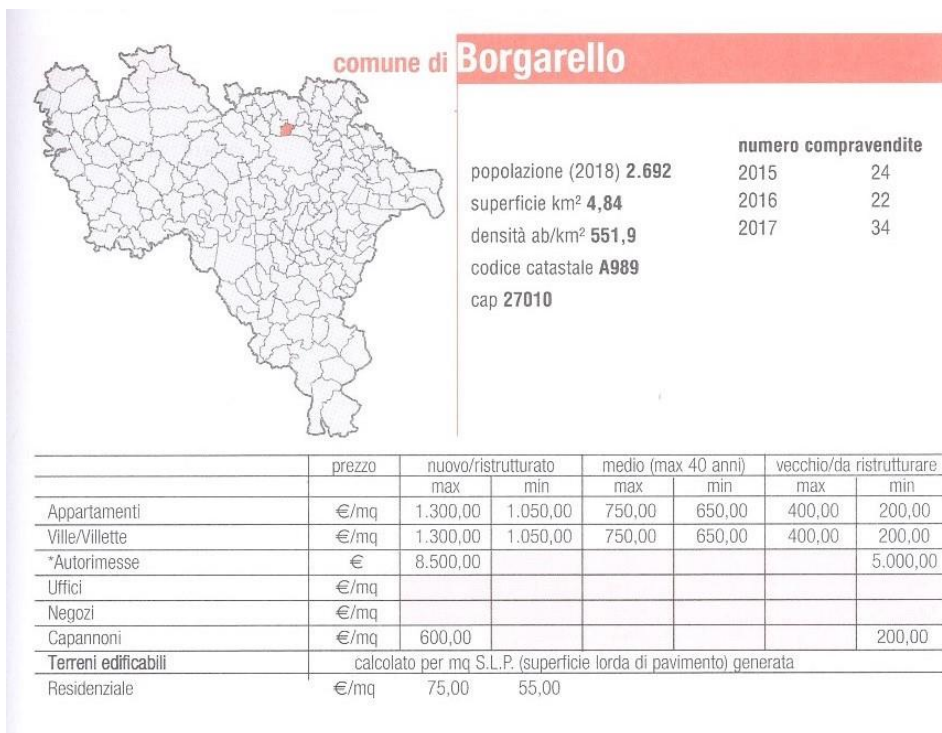 comune di Borgarello
popolazione (2018) 2.692
superficie km² 4,84
densità ab/km² 551,9
codice catastale A989
cap 27010
numero compravendite
2015 24
2016 22
2017 34
prezzo nuovo/ristrutturato medio (max 40 anni) vecchio/da ristrutturare
max min max min max min
Appartamenti €/mq 1.300,00 1.050,00 750,00 650,00 400,00 200,00
Ville/Villette €/mq 1.300,00 1.050,00 750,00 650,00 400,00 200,00
*Autorimesse € 8.500,00 5.000,00
Uffici €/mq
Negozi €/mq
Capannoni €/mq 600,00 200,00
Terreni edificabili calcolato per mq S.L.P. (superficie lorda di pavimento) generata
Residenziale €/mq 75,00 55,00